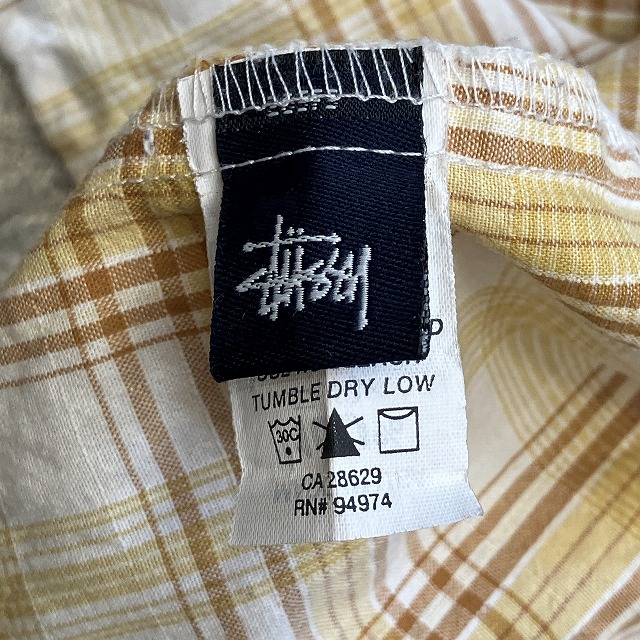 Stüssy
D
TUMBLE DRY LOW
30C
CA 28629
RN# 94974